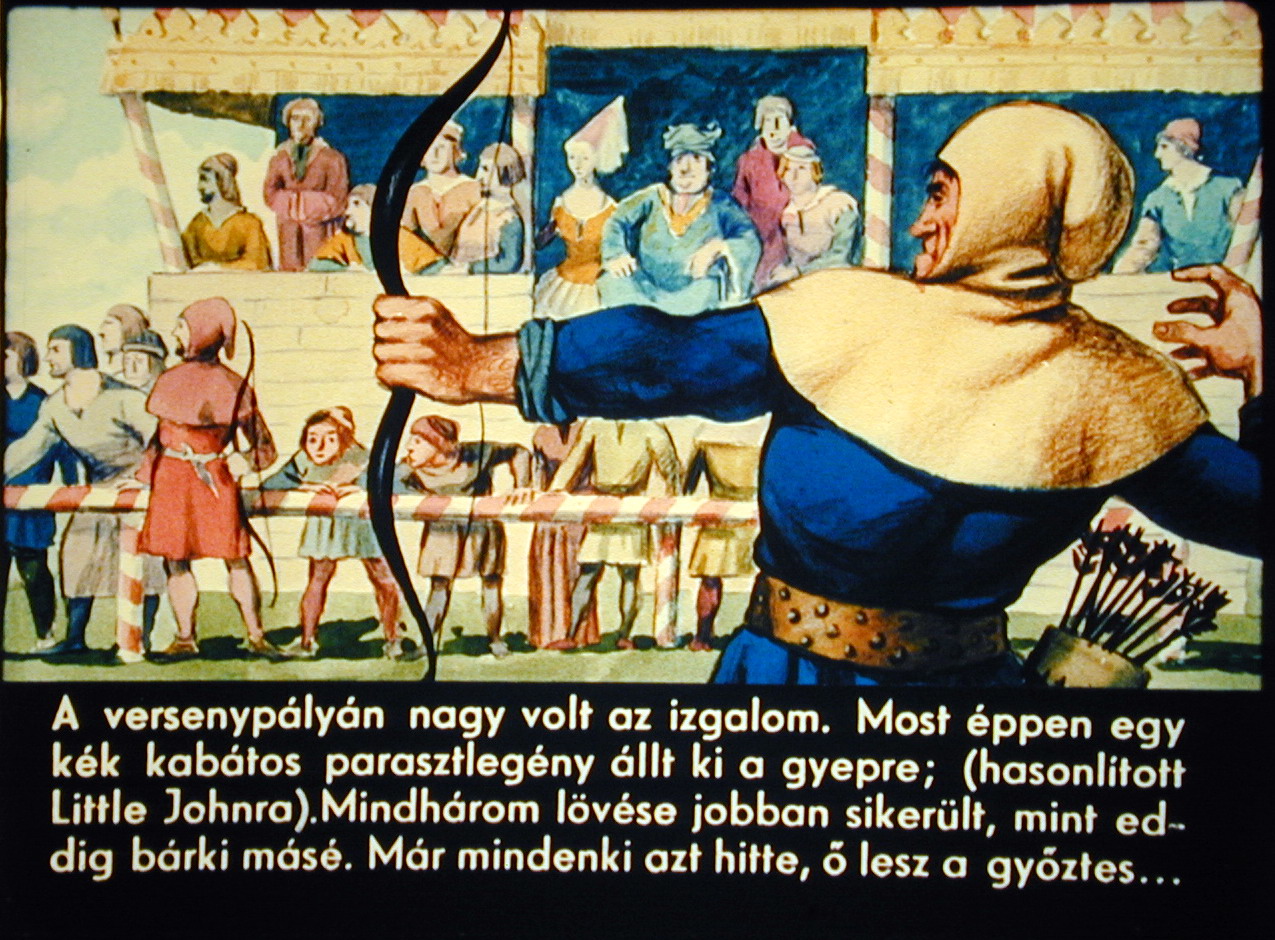 A versenypályán nagy volt az izgalom. Most éppen egy
kék kabátos parasztlegény állt ki a gyepre; (hasonlított
Little Johnra).Mindhárom lövése jobban sikerült, mint ed-
dig bárki másé. Már mindenki azt hitte, ő lesz a győztes...